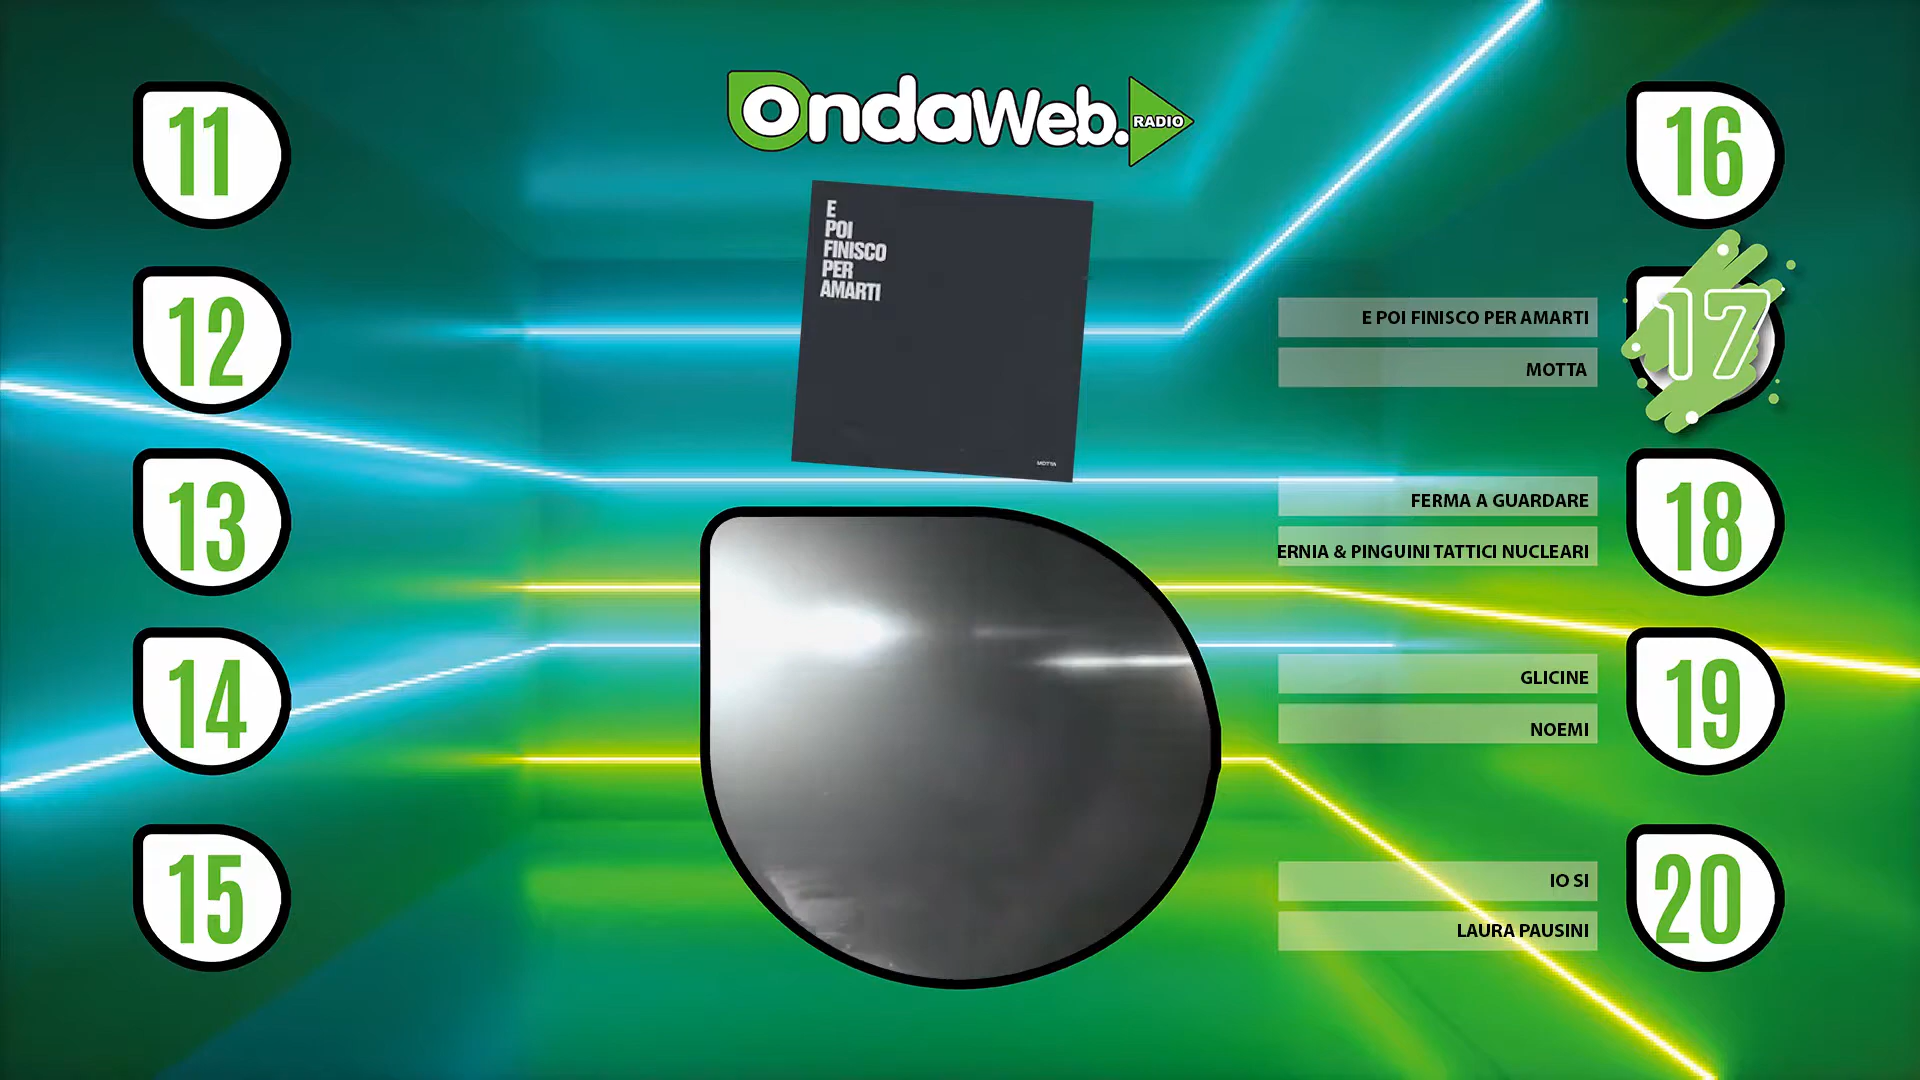 OndaWeb.
RADIO
11
12
13
14
15
E
POI
FINISCO
PER
AMARTI
MOTTA
16
E POI FINISCO PER AMARTI
MOTTA
17
FERMA A GUARDARE
ERNIA & PINGUINI TATTICI NUCLEARI
18
GLICINE
NOEMI
19
IO SI
LAURA PAUSINI
20